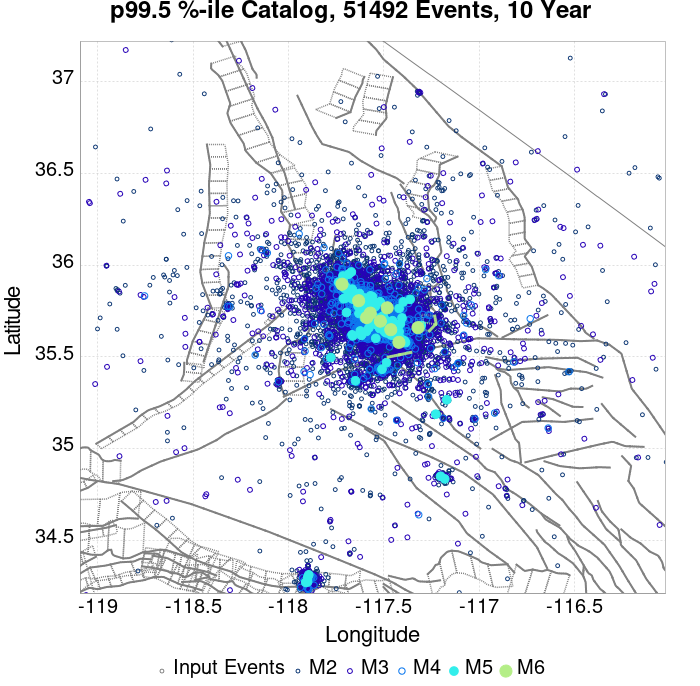 p99.5 %-ile Catalog, 51492 Events, 10 Year
37
36.5
36
35.5
35
34.5
Latitude
-119 -118.5 -118 -117.5 -117 -116.5
Longitude
Input Events M2 M3 M4 M5 M6